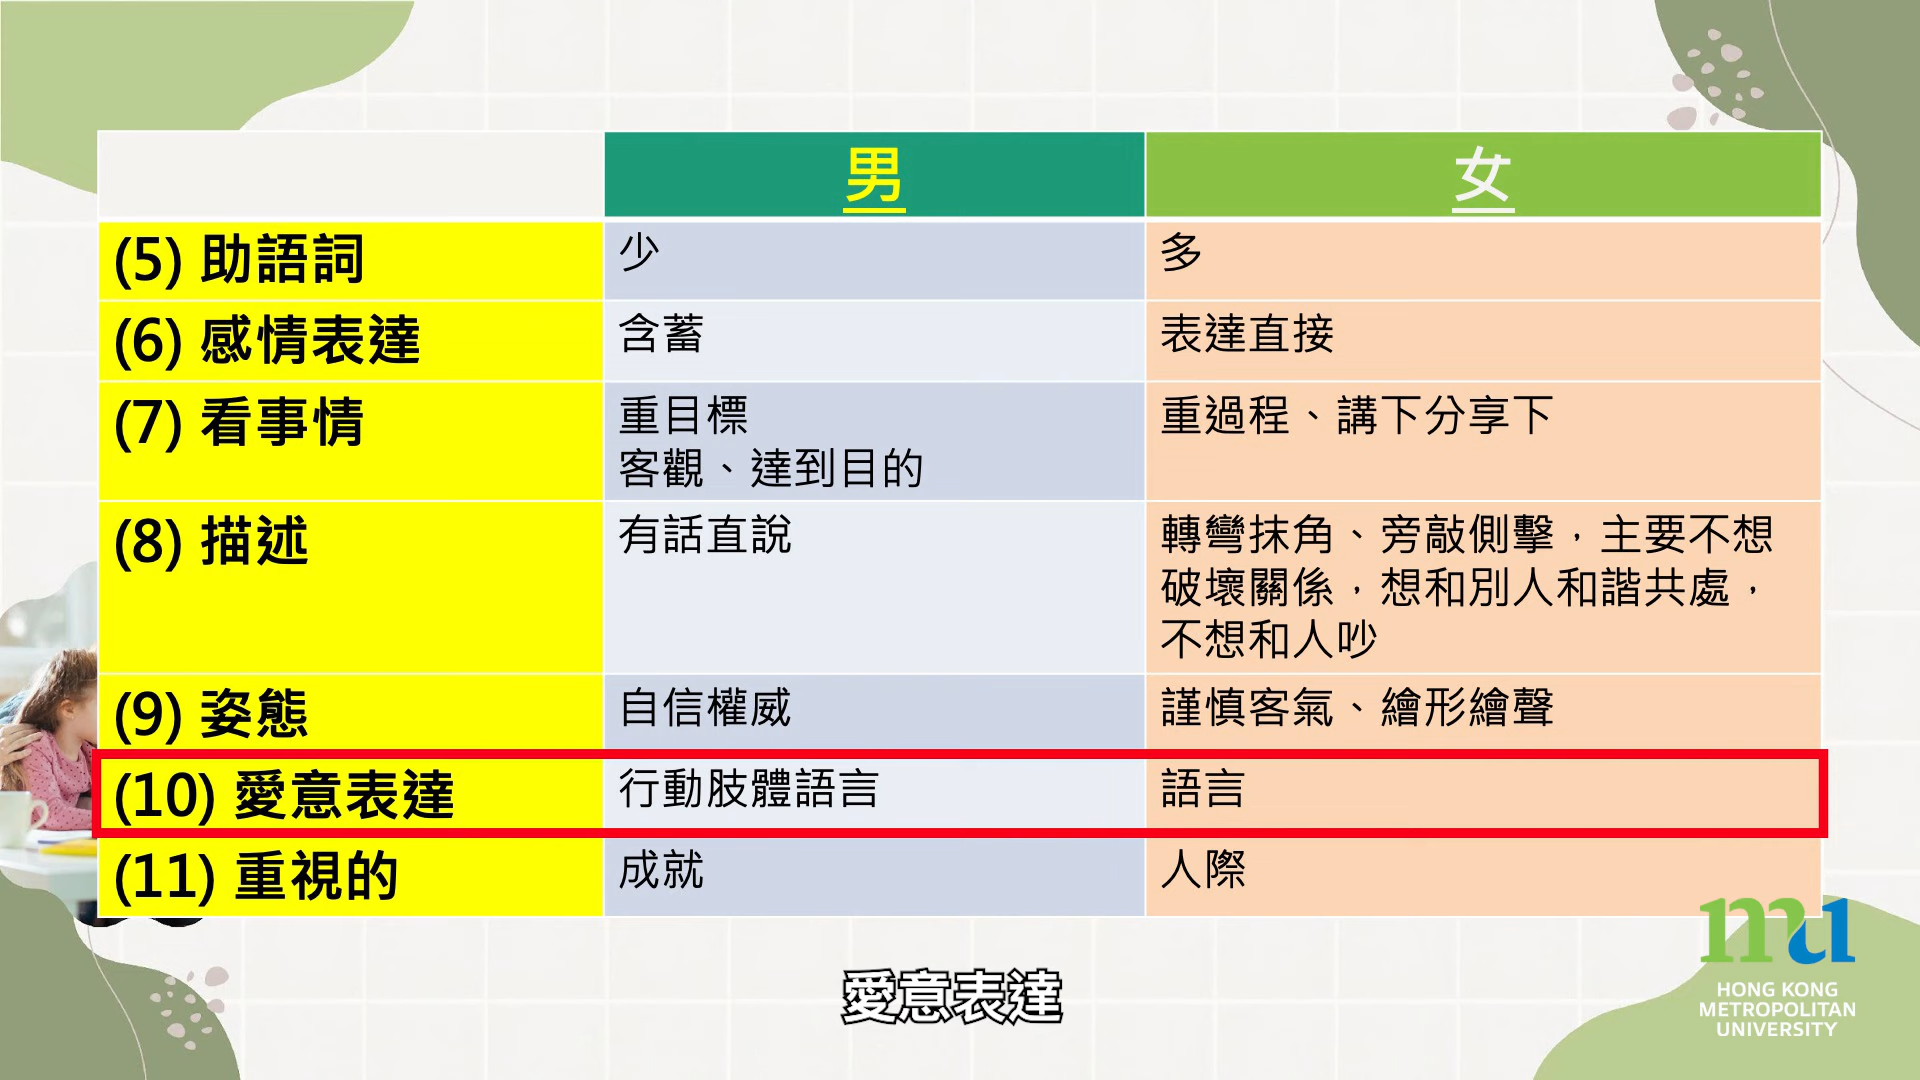 男
女
(5) 助語詞
少
多
(6) 感情表達
含蓄
表達直接
(7) 看事情
重目標
客觀、達到目的
重過程、講下分享下
(8) 描述
有話直說
轉彎抹角、旁敲側擊，主要不想
破壞關係，想和別人和諧共處，
不想和人吵
(9) 姿態
自信權威
謹慎客氣、繪形繪聲
(10) 愛意表達
行動肢體語言
語言
(11) 重視的
成就
人際
愛意表達
mu
HONG KONG
METROPOLITAN
UNIVERSITY